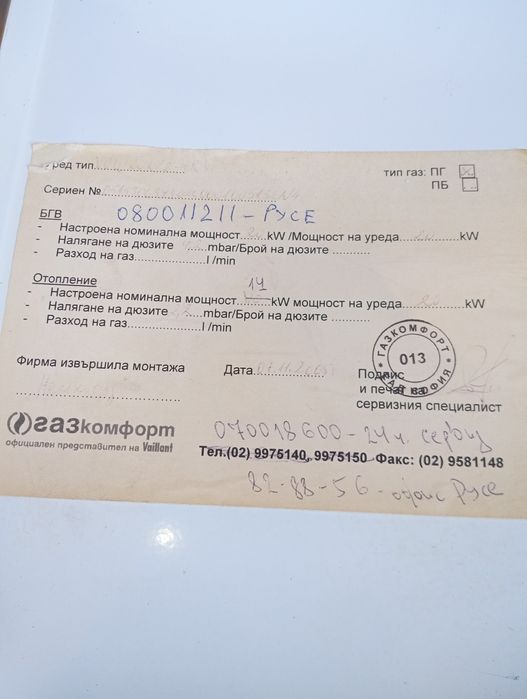 ред тип
тип газ: ПГ
ПБ
Сериен №
БГВ
080011211 - РУСЕ
- Настроена номинална мощност kW /Мощност на уреда kW
- Налягане на дюзите mbar/Брой на дюзите
- Разход на газ l /min
Отопление
14
- Настроена номинална мощност kW мощност на уреда kW
- Налягане на дюзите mbar/Брой на дюзите
- Разход на газ l /min
ГАЗКОМФОРТ
013
СОФИЯ
Фирма извършила монтажа
Дата
Подпис
и печат на
сервизния специалист
газкомфорт
официален представител на Vaillant
070018600 - 24 ч. сервиз
Тел.(02) 9975140, 9975150 Факс: (02) 9581148
82-88-56 - офис Русе